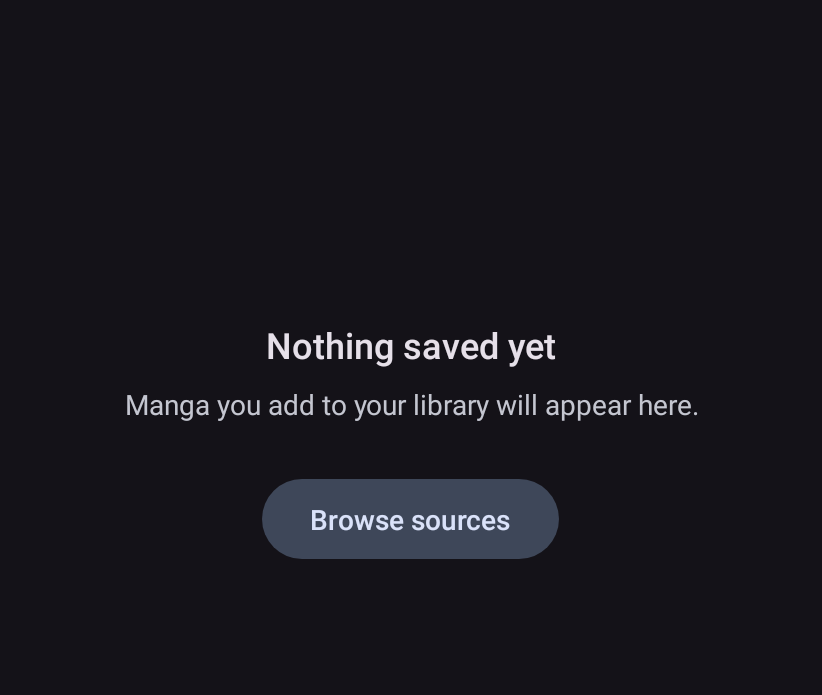 Nothing saved yet
Manga you add to your library will appear here.
Browse sources